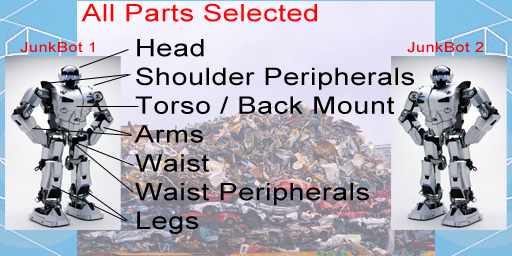 All Parts Selected
JunkBot 1
JunkBot 2
Head
Shoulder Peripherals
Torso / Back Mount
Arms
Waist
Waist Peripherals
Legs